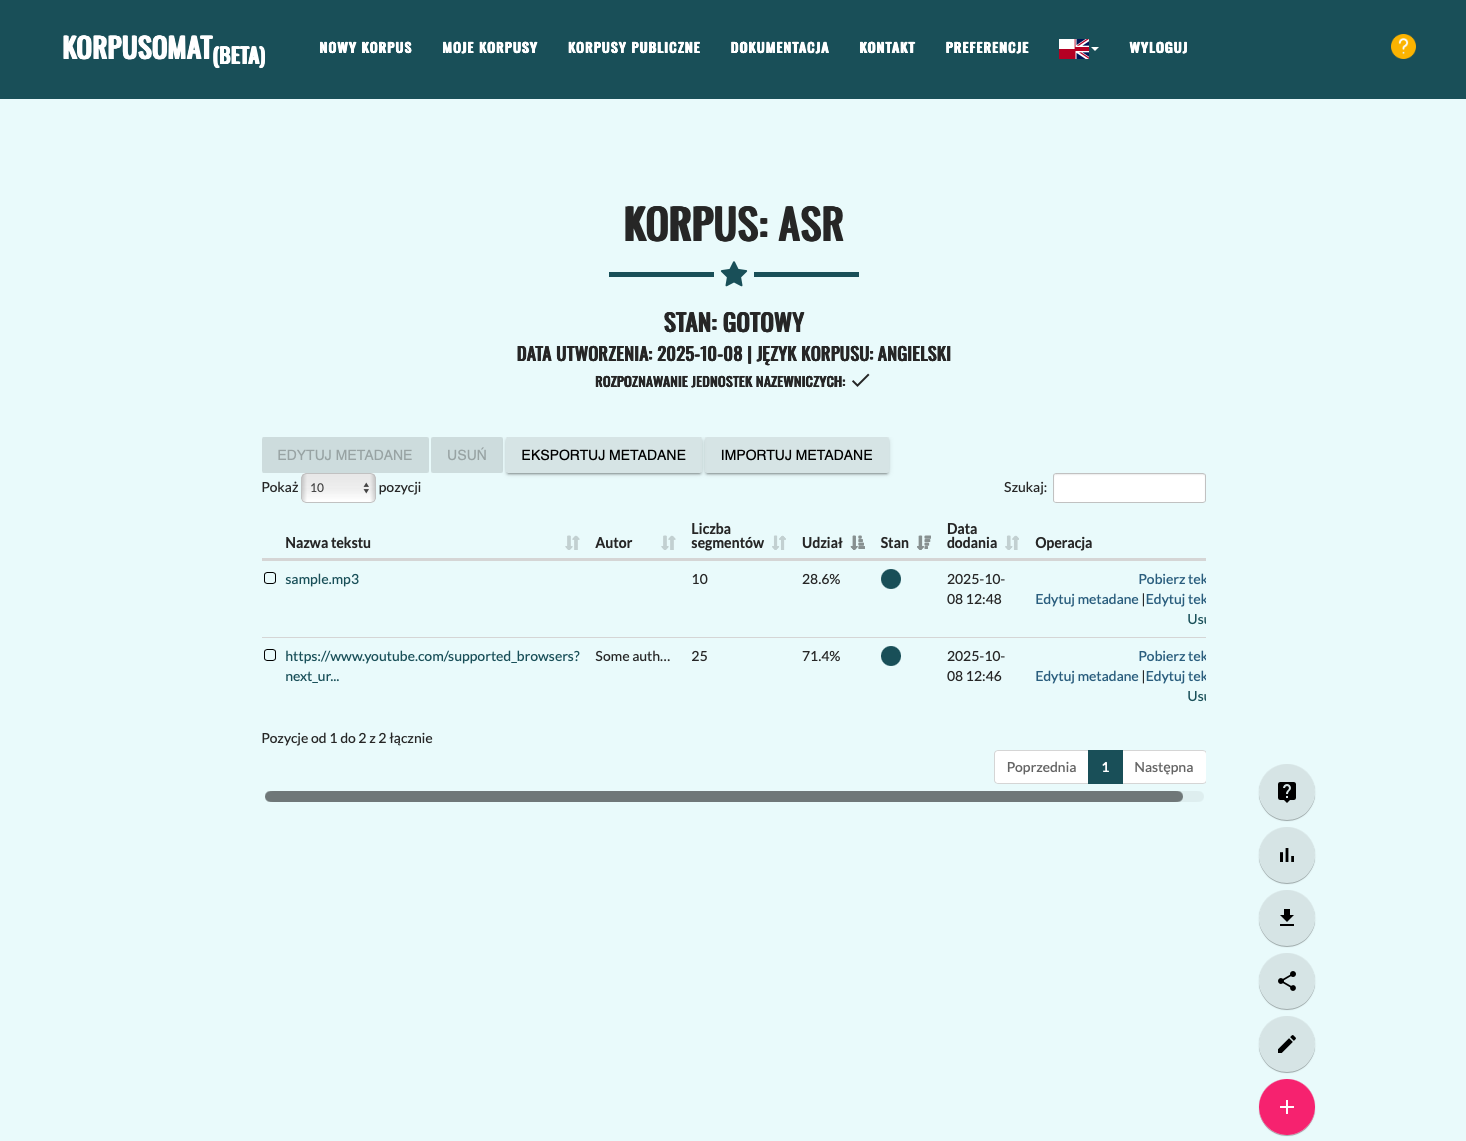 KORPUSOMAT(BETA)
NOWY KORPUS MOJE KORPUSY KORPUSY PUBLICZNE DOKUMENTACJA KONTAKT PREFERENCJE WYLOGUJ
KORPUS: ASR
STAN: GOTOWY
DATA UTWORZENIA: 2025-10-08 | JĘZYK KORPUSU: ANGIELSKI
ROZPOZNAWANIE JEDNOSTEK NAZEWNICZYCH:
EDYTUJ METADANE USUŃ EKSPORTUJ METADANE IMPORTUJ METADANE
Pokaż 10 pozycji Szukaj:
Nazwa tekstu Autor Liczba segmentów Udział Stan Data dodania Operacja
sample.mp3 10 28.6% 2025-10- Pobierz tek
08 12:48 Edytuj metadane |Edytuj tek
Usu
https://www.youtube.com/supported_browsers? Some auth... 25 71.4% 2025-10- Pobierz tek
next_ur... 08 12:46 Edytuj metadane |Edytuj tek
Usu
Pozycje od 1 do 2 z 2 łącznie
Poprzednia 1 Następna